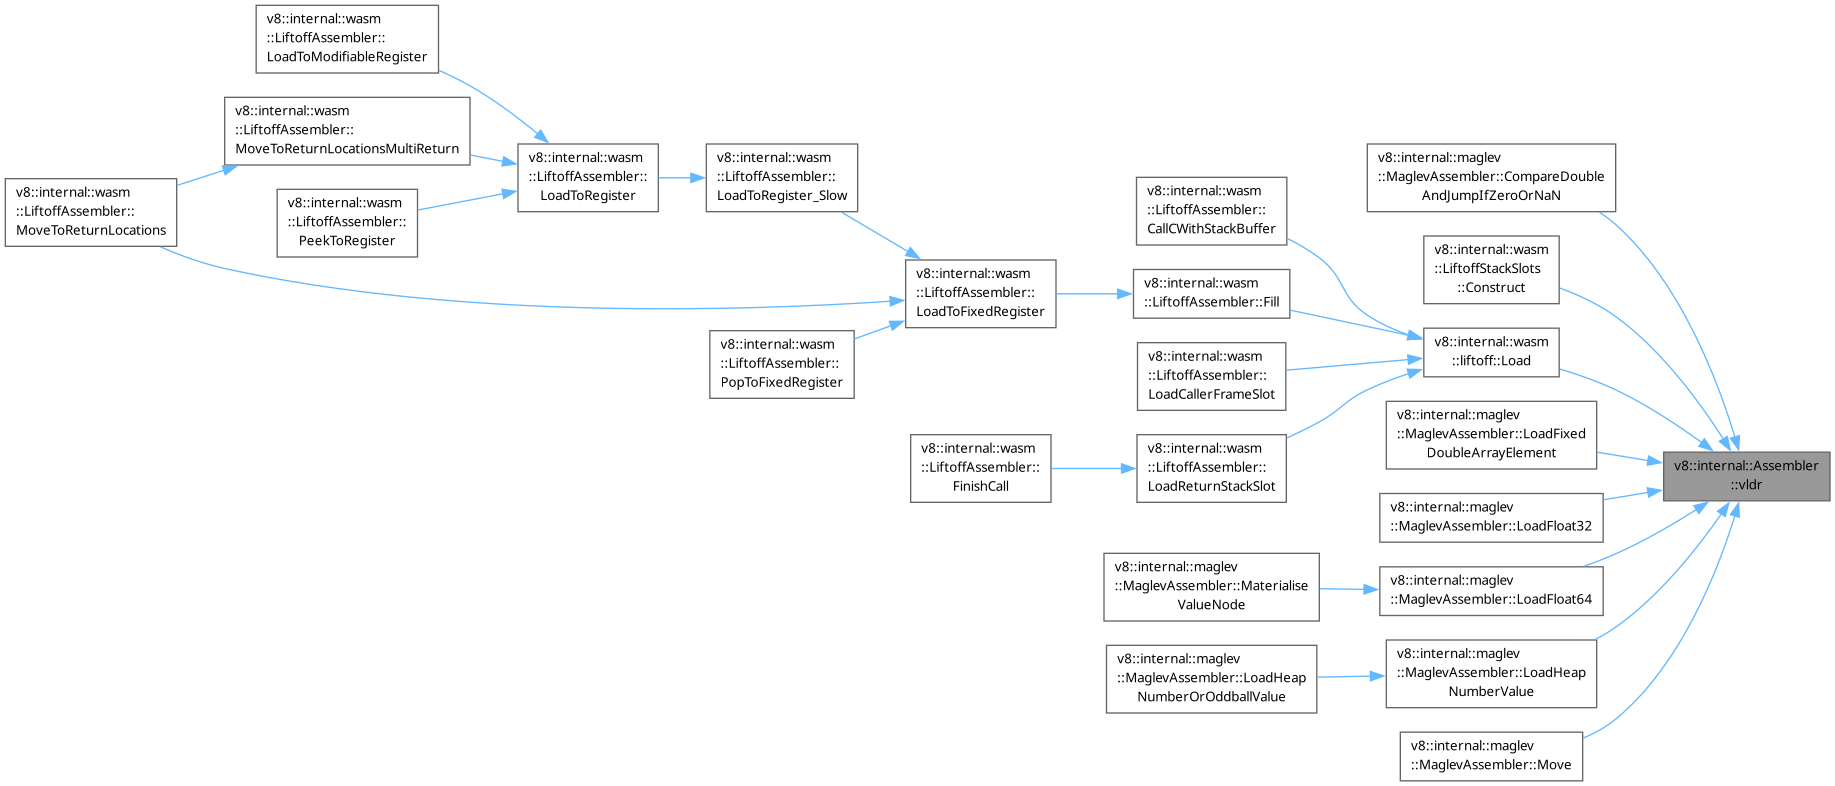 v8::internal::wasm
::LiftoffAssembler::
LoadToModifiableRegister
v8::internal::wasm
::LiftoffAssembler::
MoveToReturnLocationsMultiReturn
v8::internal::wasm
::LiftoffAssembler::
MoveToReturnLocations
v8::internal::wasm
::LiftoffAssembler::
PeekToRegister
v8::internal::wasm
::LiftoffAssembler::
LoadToRegister
v8::internal::wasm
::LiftoffAssembler::
LoadToRegister_Slow
v8::internal::wasm
::LiftoffAssembler::
LoadToFixedRegister
v8::internal::wasm
::LiftoffAssembler::
PopToFixedRegister
v8::internal::wasm
::LiftoffAssembler::
FinishCall
v8::internal::wasm
::LiftoffAssembler::
CallCWithStackBuffer
v8::internal::wasm
::LiftoffAssembler::Fill
v8::internal::wasm
::LiftoffAssembler::
LoadCallerFrameSlot
v8::internal::wasm
::LiftoffAssembler::
LoadReturnStackSlot
v8::internal::maglev
::MaglevAssembler::Materialise
ValueNode
v8::internal::maglev
::MaglevAssembler::LoadHeap
NumberOrOddballValue
v8::internal::maglev
::MaglevAssembler::CompareDouble
AndJumpIfZeroOrNaN
v8::internal::wasm
::LiftoffStackSlots
::Construct
v8::internal::wasm
::liftoff::Load
v8::internal::maglev
::MaglevAssembler::LoadFixed
DoubleArrayElement
v8::internal::maglev
::MaglevAssembler::LoadFloat32
v8::internal::maglev
::MaglevAssembler::LoadFloat64
v8::internal::maglev
::MaglevAssembler::LoadHeap
NumberValue
v8::internal::maglev
::MaglevAssembler::Move
v8::internal::Assembler
::vldr